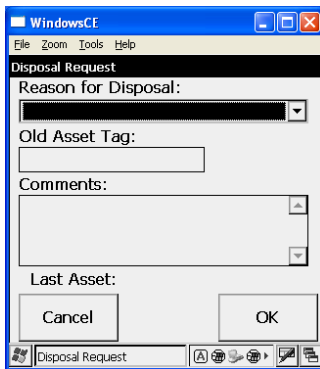 WindowsCE
File Zoom Tools Help
Disposal Request
Reason for Disposal:
Old Asset Tag:
Comments:
Last Asset:
Cancel OK
Disposal Request A